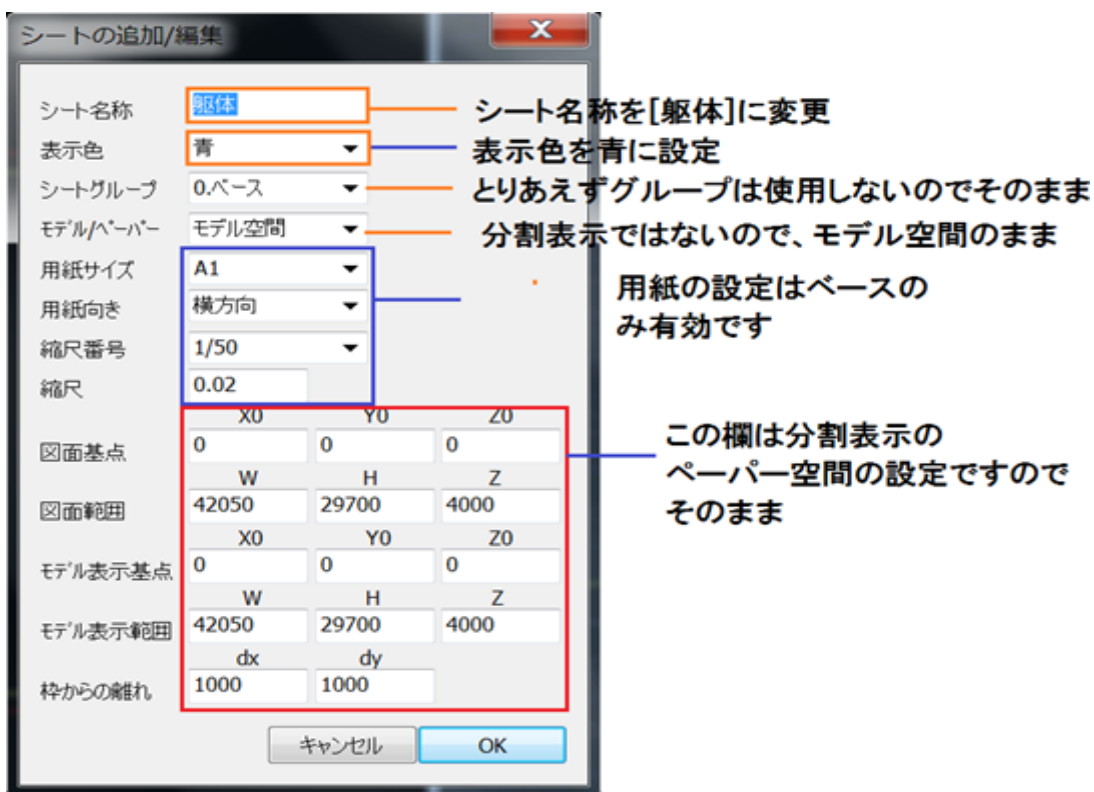 シートの追加/編集
シート名称 躯体 シート名称を[躯体]に変更
表示色 青 表示色を青に設定
シートグループ 0.ベース とりあえずグループは使用しないのでそのまま
ﾓﾃﾞﾙ/ﾍﾟｰﾊﾟｰ モデル空間 分割表示ではないので、モデル空間のまま
用紙サイズ A1
用紙向き 横方向
用紙の設定はベースの
み有効です
縮尺番号 1/50
縮尺 0.02
X0 Y0 Z0
図面基点 0 0 0
この欄は分割表示の
ペーパー空間の設定ですので
そのまま
W H Z
図面範囲 42050 29700 4000
X0 Y0 Z0
ﾓﾃﾞﾙ表示基点 0 0 0
W H Z
ﾓﾃﾞﾙ表示範囲 42050 29700 4000
dx dy
枠からの離れ 1000 1000
キャンセル OK